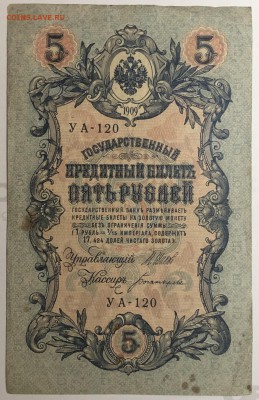 coins.lave.ru
5 5
1909
УА-120
ГОСУДАРСТВЕННЫЙ
КРЕДИТНЫЙ БИЛЕТЪ
ПЯТЬ РУБЛЕЙ
ГОСУДАРСТВЕННЫЙ БАНКЪ РАЗМѢНИВАЕТЪ
КРЕДИТНЫЕ БИЛЕТЫ НА ЗОЛОТУЮ МОНЕТУ
БЕЗЪ ОГРАНИЧЕНІЯ СУММЫ
(1 РУБЛЬ = 1/15 ИМПЕРІАЛА, СОДЕРЖИТЪ
17,424 ДОЛЕЙ ЧИСТАГО ЗОЛОТА)
Управляющій
Кассиръ
УА-120
5